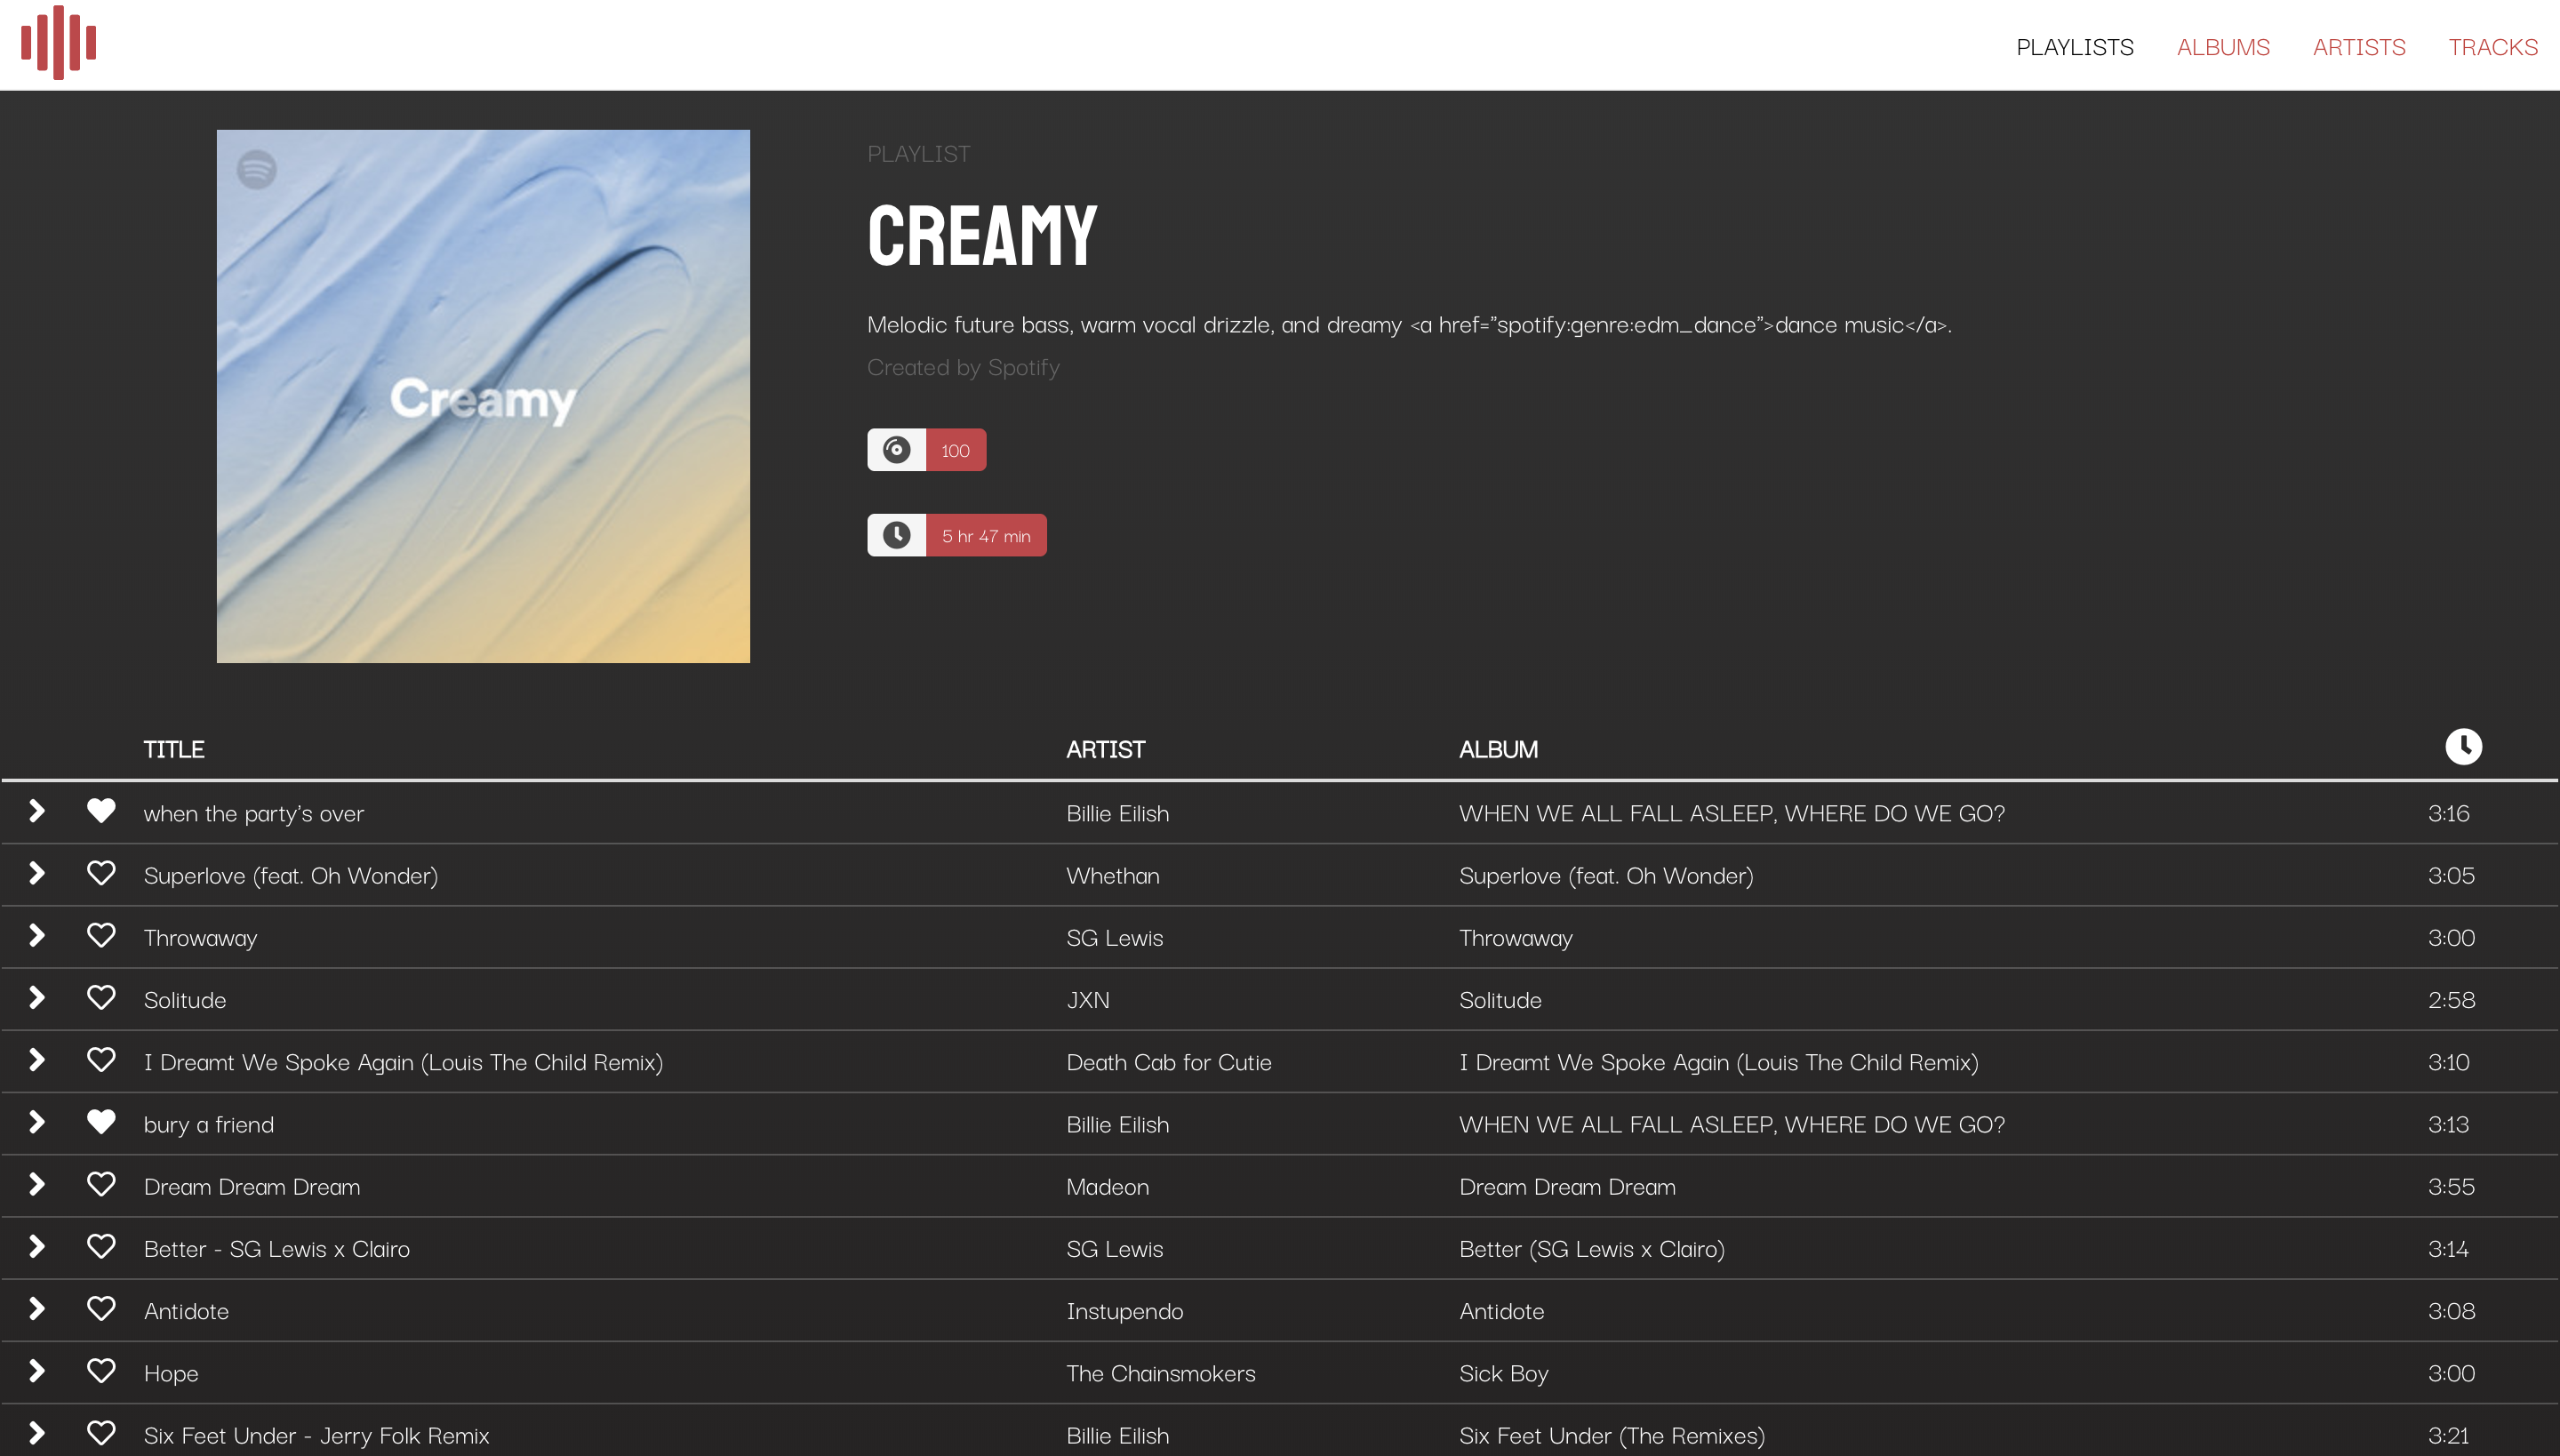 PLAYLISTS ALBUMS ARTISTS TRACKS
PLAYLIST
CREAMY
Melodic future bass, warm vocal drizzle, and dreamy <a href="spotify:genre:edm_dance">dance music</a>.
Created by Spotify
Creamy
100
5 hr 47 min
TITLE ARTIST ALBUM
when the party's over Billie Eilish WHEN WE ALL FALL ASLEEP, WHERE DO WE GO? 3:16
Superlove (feat. Oh Wonder) Whethan Superlove (feat. Oh Wonder) 3:05
Throwaway SG Lewis Throwaway 3:00
Solitude JXN Solitude 2:58
I Dreamt We Spoke Again (Louis The Child Remix) Death Cab for Cutie I Dreamt We Spoke Again (Louis The Child Remix) 3:10
bury a friend Billie Eilish WHEN WE ALL FALL ASLEEP, WHERE DO WE GO? 3:13
Dream Dream Dream Madeon Dream Dream Dream 3:55
Better - SG Lewis x Clairo SG Lewis Better (SG Lewis x Clairo) 3:14
Antidote Instupendo Antidote 3:08
Hope The Chainsmokers Sick Boy 3:00
Six Feet Under - Jerry Folk Remix Billie Eilish Six Feet Under (The Remixes) 3:21